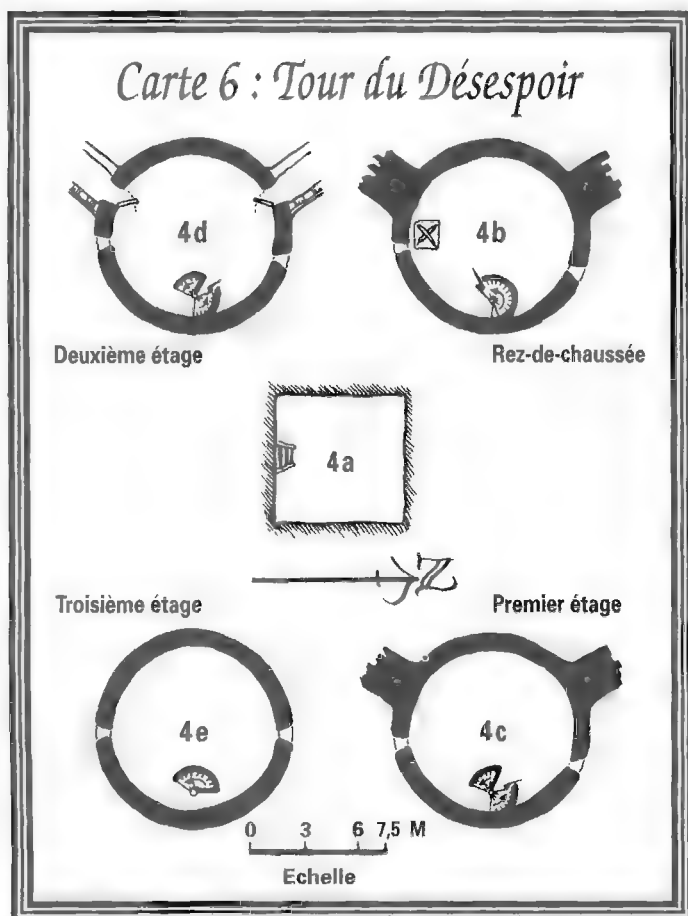 Carte 6 : Tour du Désespoir
4d
4b
Deuxième étage
Rez-de-chaussée
4a
N
Troisième étage
Premier étage
4e
4c
0 3 6 7,5 M
Echelle